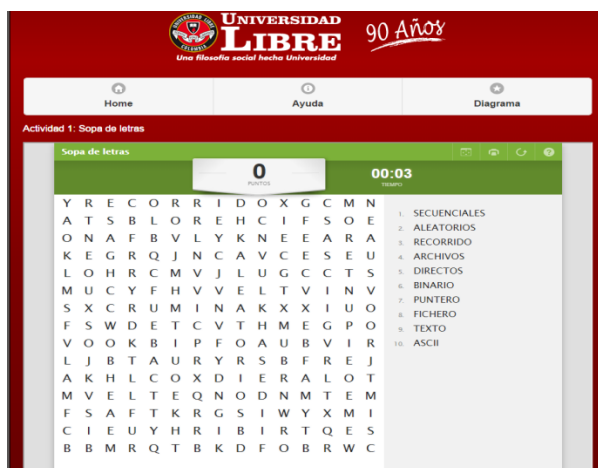 UNIVERSIDAD
LIBRE
Una filosofía social hecha Universidad
90 Años
Home
Ayuda
Diagrama
Actividad 1: Sopa de letras
Sopa de letras
0
PUNTOS
00:03
TIEMPO
Y R E C O R R I D O X G C M N
A T S B L O R E H C I F S O E
O N A F B V L Y K N E E A R A
K E G R Q J N C A V C E S E U
L O H R C M V J L U G C C T S
M U C Y F H V V E L T V I N V
S X C R U M I N A K X X I U O
F S W D E T C V T H M E G P O
V O O K B I P F O A U B V I R
L J B T A U R Y R S B F R E J
A K H L C O X D I E R A L O T
M V E L T E Q N O D N M T E M
F S A F T K R G S I W Y X M I
C I E U Y H R I B I R T Q E S
B B M R Q T B K D F O B R W C
1. SECUENCIALES
2. ALEATORIOS
3. RECORRIDO
4. ARCHIVOS
5. DIRECTOS
6. BINARIO
7. PUNTERO
8. FICHERO
9. TEXTO
10. ASCII